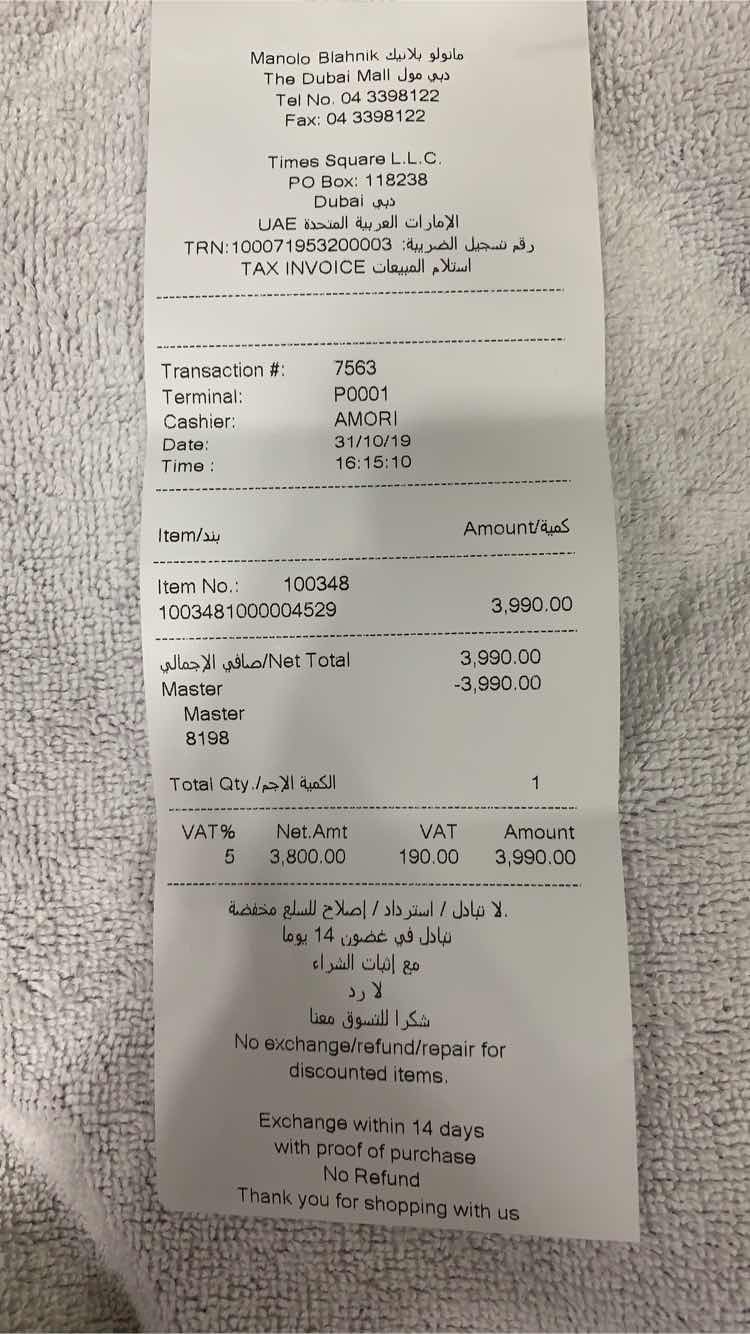 Manolo Blahnik مانولو بلانيك
The Dubai Mall دبي مول
Tel No. 04 3398122
Fax: 04 3398122
Times Square L.L.C.
PO Box: 118238
Dubai دبي
UAE الإمارات العربية المتحدة
TRN:100071953200003 :رقم تسجيل الضريبة
TAX INVOICE استلام المبيعات
Transaction #: 7563
Terminal: P0001
Cashier: AMORI
Date: 31/10/19
Time : 16:15:10
Item/بند Amount/كمية
Item No.: 100348
1003481000004529 3,990.00
صافي الإجمالي/Net Total 3,990.00
Master -3,990.00
Master
8198
Total Qty./الكمية الإجم 1
VAT% Net.Amt VAT Amount
5 3,800.00 190.00 3,990.00
لا تبادل / استرداد / إصلاح للسلع مخفضة.
تبادل في غضون 14 يوما
مع إثبات الشراء
لا رد
شكرا للتسوق معنا
No exchange/refund/repair for
discounted items.
Exchange within 14 days
with proof of purchase
No Refund
Thank you for shopping with us